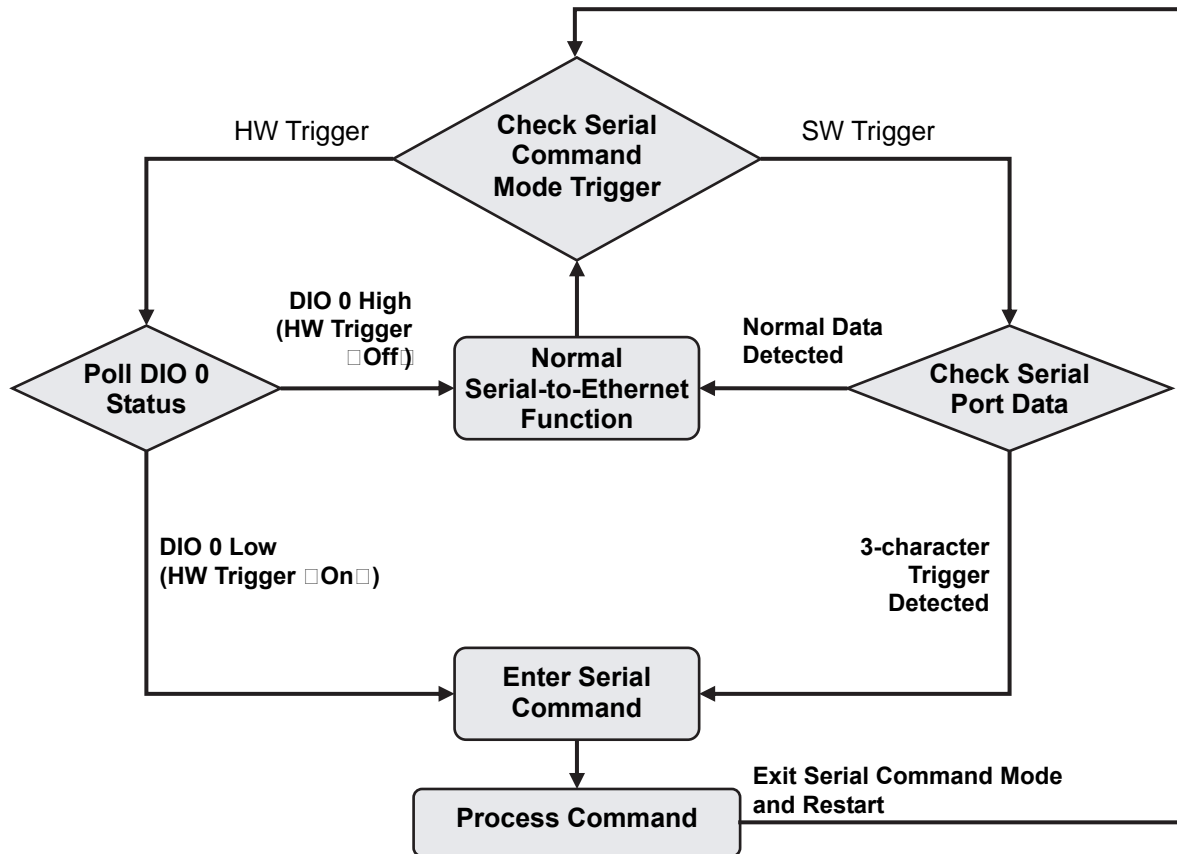 HW Trigger
Check Serial
Command
Mode Trigger
SW Trigger
DIO 0 High
(HW Trigger
□Off□)
Normal Data
Detected
Poll DIO 0
Status
Normal
Serial-to-Ethernet
Function
Check Serial
Port Data
DIO 0 Low
(HW Trigger □On□)
3-character
Trigger
Detected
Enter Serial
Command
Exit Serial Command Mode
and Restart
Process Command